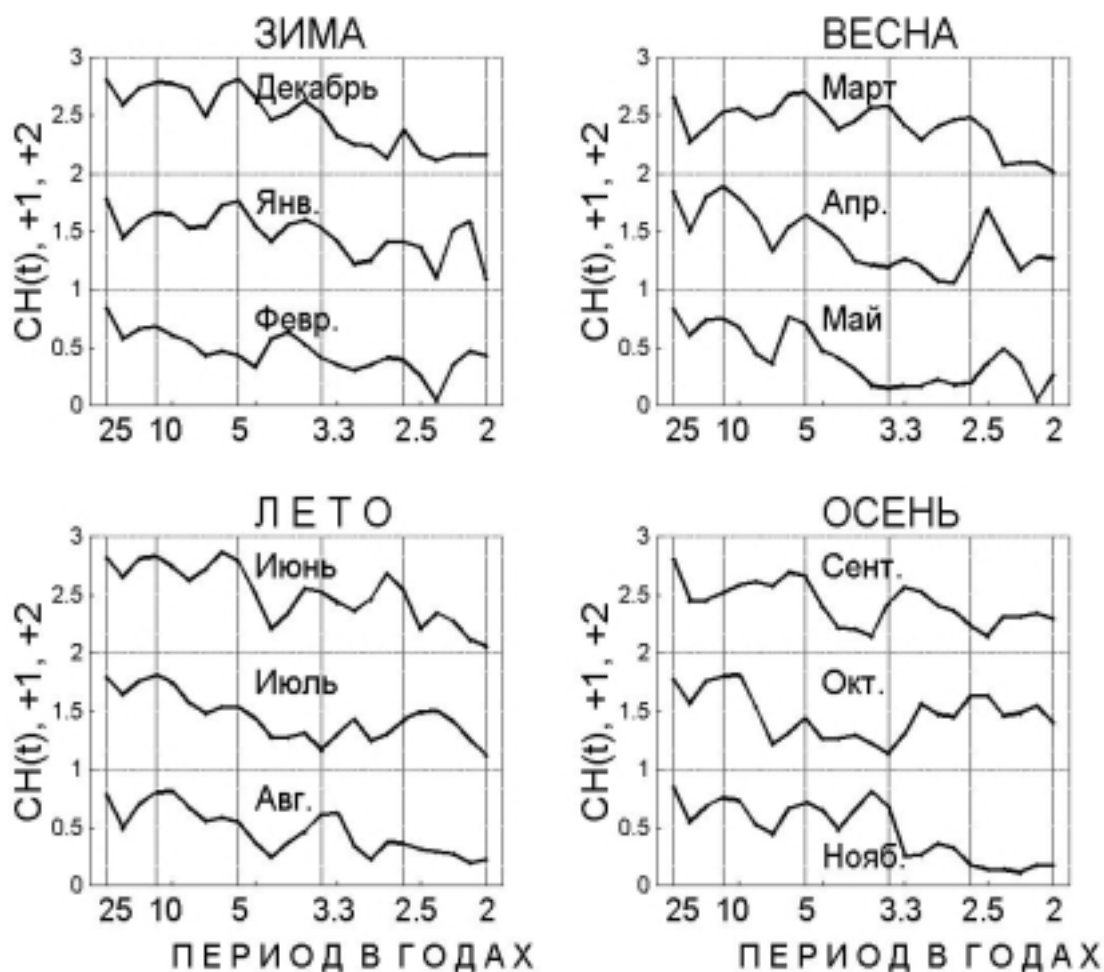 ЗИМА
CH(t), +1, +2
3
2.5
2
1.5
1
0.5
0
Декабрь
Янв.
Февр.
25 10 5 3.3 2.5 2
ВЕСНА
CH(t), +1, +2
3
2.5
2
1.5
1
0.5
0
Март
Апр.
Май
25 10 5 3.3 2.5 2
Л Е Т О
CH(t), +1, +2
3
2.5
2
1.5
1
0.5
0
Июнь
Июль
Авг.
25 10 5 3.3 2.5 2
П Е Р И О Д В Г О Д А Х
ОСЕНЬ
CH(t), +1, +2
3
2.5
2
1.5
1
0.5
0
Сент.
Окт.
Нояб.
25 10 5 3.3 2.5 2
П Е Р И О Д В Г О Д А Х